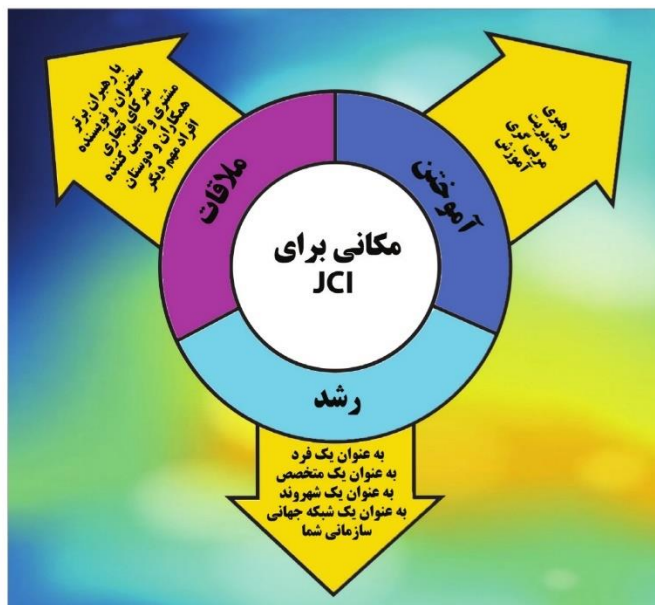 مکانی برای
JCI
آموختن
رهبری
مدیریت
مربی گری
آموزش
ملاقات
با رهبران برتر
سخنران و نویسنده
شرکای تجاری
مشتری و تأمین کننده
همکاران و دوستان
افراد مهم دیگر
رشد
به عنوان یک فرد
به عنوان یک متخصص
به عنوان یک شهروند
به عنوان یک شبکه جهانی
سازمانی شما